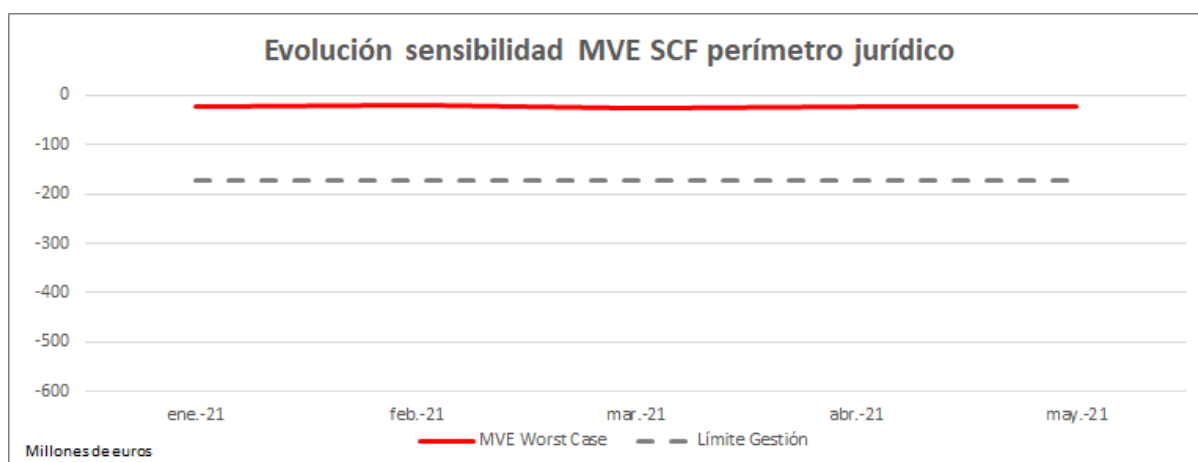 Evolución sensibilidad MVE SCF perímetro jurídico
0
-100
-200
-300
-400
-500
-600
ene.-21 feb.-21 mar.-21 abr.-21 may.-21
MVE Worst Case Límite Gestión
Millones de euros